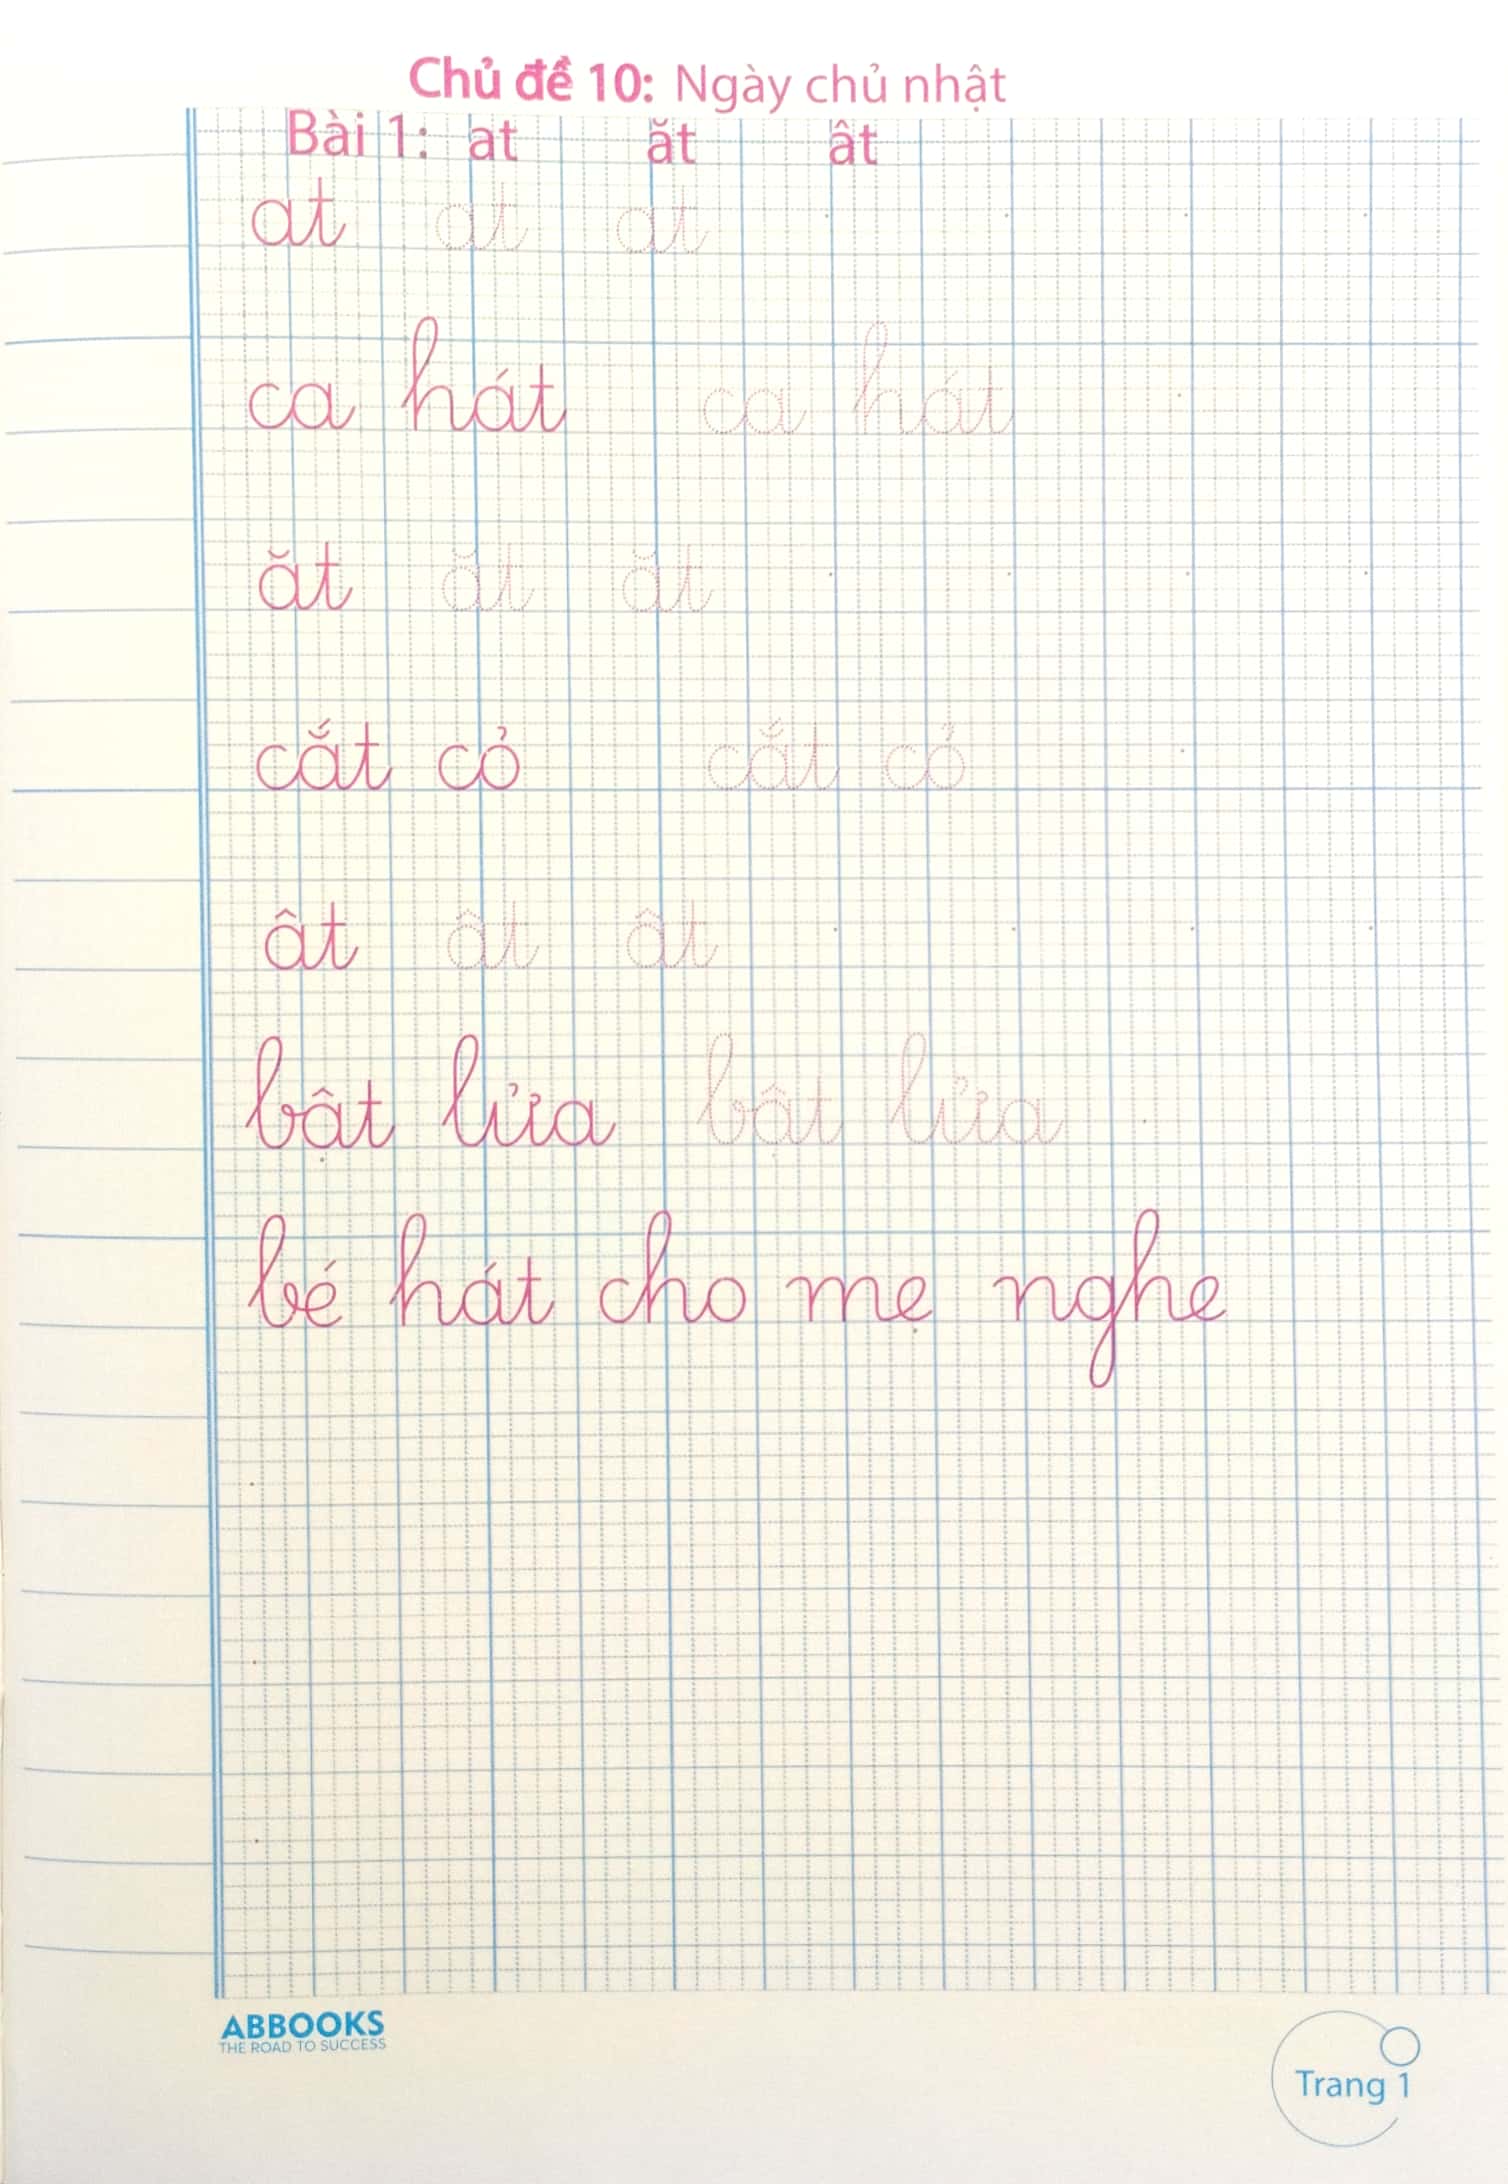 Chủ đề 10: Ngày chủ nhật
Bài 1: at ăt ât
at at at
ca hát ca hát
ăt ăt ăt
cắt cỏ cắt cỏ
ât ât ât
bật lửa bật lửa
bé hát cho mẹ nghe
ABBOOKS
THE ROAD TO SUCCESS
Trang 1